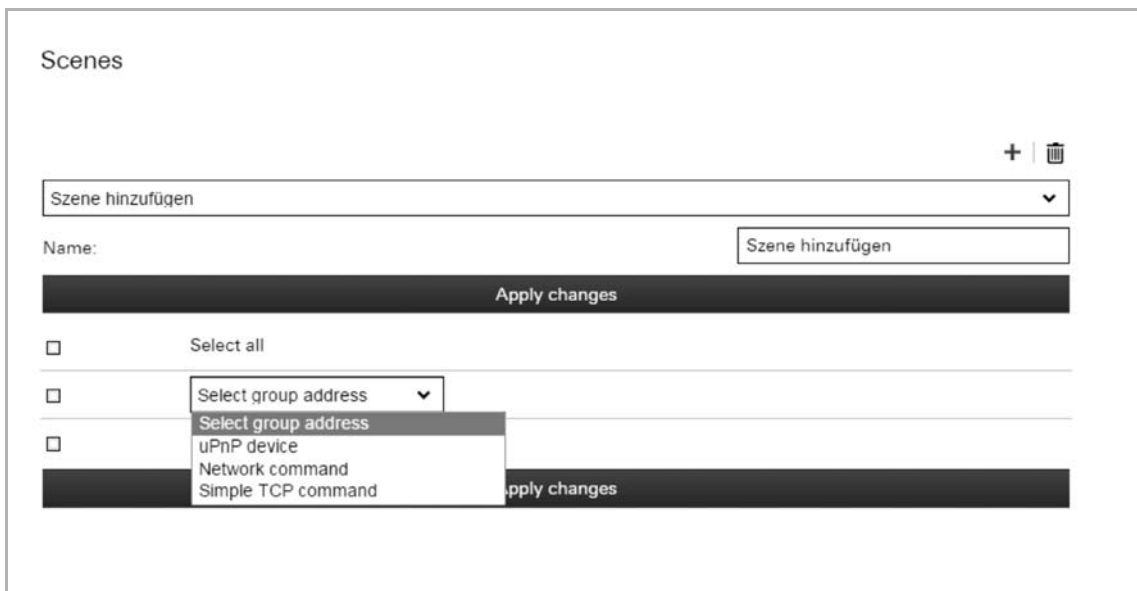 Scenes
Szene hinzufügen
Name:
Szene hinzufügen
Apply changes
Select all
Select group address
Select group address
uPnP device
Network command
Simple TCP command
Apply changes